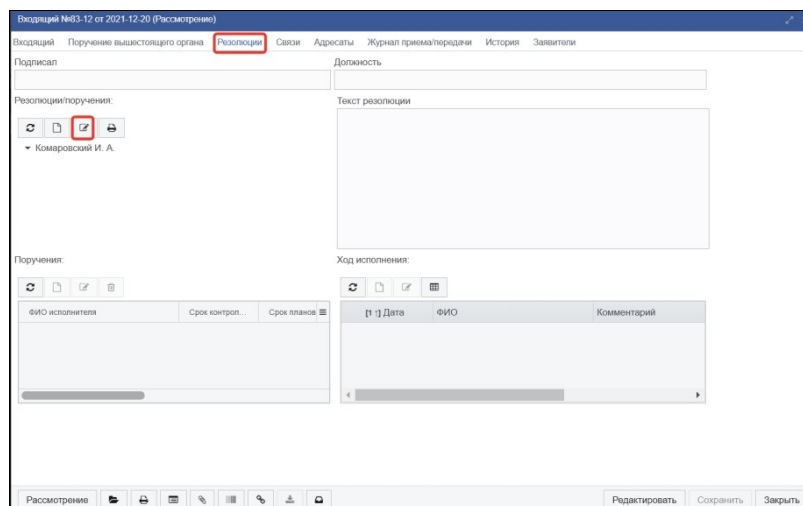 Входящий №83-12 от 2021-12-20 (Рассмотрение)
Входящий Поручение вышестоящего органа Резолюции Связи Адресаты Журнал приема/передачи История Заявители
Подписал Должность
Резолюции/поручения: Текст резолюции
Комаровский И. А.
Поручения: Ход исполнения:
ФИО исполнителя Срок контрол... Срок планов [1 ↑] Дата ФИО Комментарий
Рассмотрение Редактировать Сохранить Закрыть